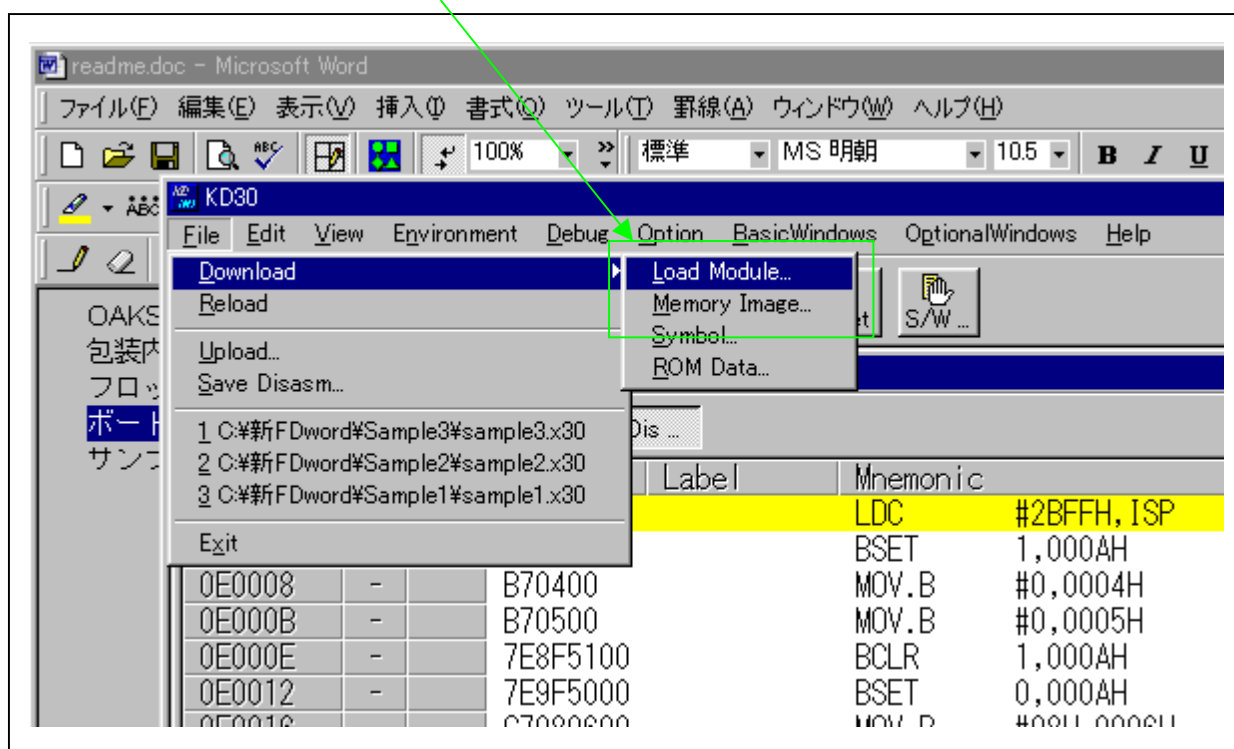 readme.doc - Microsoft Word
ファイル(F) 編集(E) 表示(V) 挿入(I) 書式(O) ツール(T) 罫線(A) ウィンドウ(W) ヘルプ(H)
ABC 100% 標準 MS 明朝 10.5 B I U
ABC
KD30
File Edit View Environment Debug Option BasicWindows OptionalWindows Help
Download
Load Module...
Reload
Memory Image...
Symbol...
S/W ...
Upload...
ROM Data...
Save Disasm...
OAKS
包装内
フロッ
ボード
サンプ
1 C:¥新FDword¥Sample3¥sample3.x30
Dis ...
2 C:¥新FDword¥Sample2¥sample2.x30
3 C:¥新FDword¥Sample1¥sample1.x30
Label Mnemonic
Exit
LDC #2BFFH,ISP
BSET 1,000AH
0E0008 - B70400 MOV.B #0,0004H
0E000B - B70500 MOV.B #0,0005H
0E000E - 7E8F5100 BCLR 1,000AH
0E0012 - 7E9F5000 BSET 0,000AH
0E0016 C7080600 MOV.B #08H,0006H